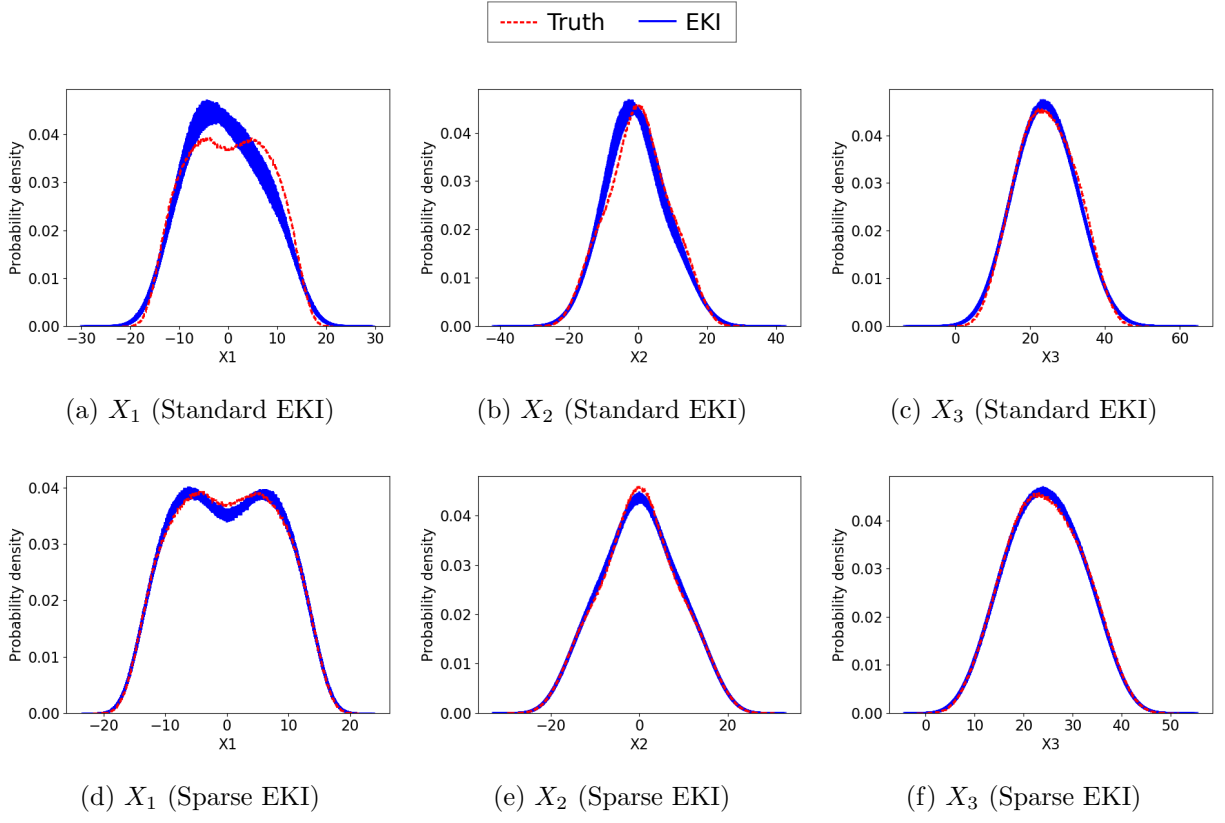 Truth EKI
0.04
0.03
0.02
0.01
0.00
Probability density
−30 −20 −10 0 10 20 30
X1
0.04
0.03
0.02
0.01
0.00
Probability density
−40 −20 0 20 40
X2
0.04
0.03
0.02
0.01
0.00
Probability density
0 20 40 60
X3
(a) X₁ (Standard EKI)
(b) X₂ (Standard EKI)
(c) X₃ (Standard EKI)
0.04
0.03
0.02
0.01
0.00
Probability density
−20 −10 0 10 20
X1
0.04
0.03
0.02
0.01
0.00
Probability density
−20 0 20
X2
0.04
0.03
0.02
0.01
0.00
Probability density
0 10 20 30 40 50
X3
(d) X₁ (Sparse EKI)
(e) X₂ (Sparse EKI)
(f) X₃ (Sparse EKI)